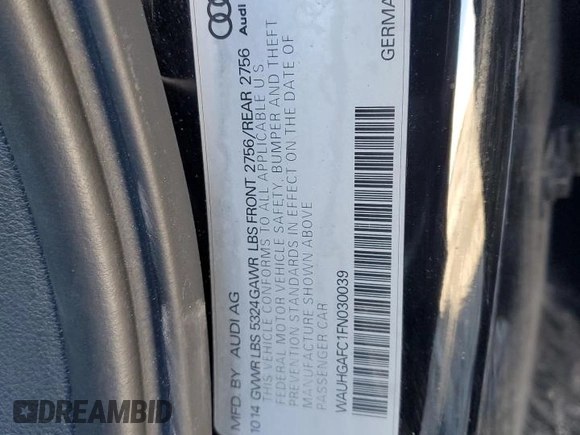 MFD. BY AUDI AG
10 14 GVWR LBS 5324 GAWR LBS FRONT 2756/REAR 2756
THIS VEHICLE CONFORMS TO ALL APPLICABLE U.S.
FEDERAL MOTOR VEHICLE SAFETY, BUMPER AND THEFT
PREVENTION STANDARDS IN EFFECT ON THE DATE OF
MANUFACTURE SHOWN ABOVE
PASSENGER CAR
WAUHGAFC1FN030039
Audi
GERMA
DREAMBID